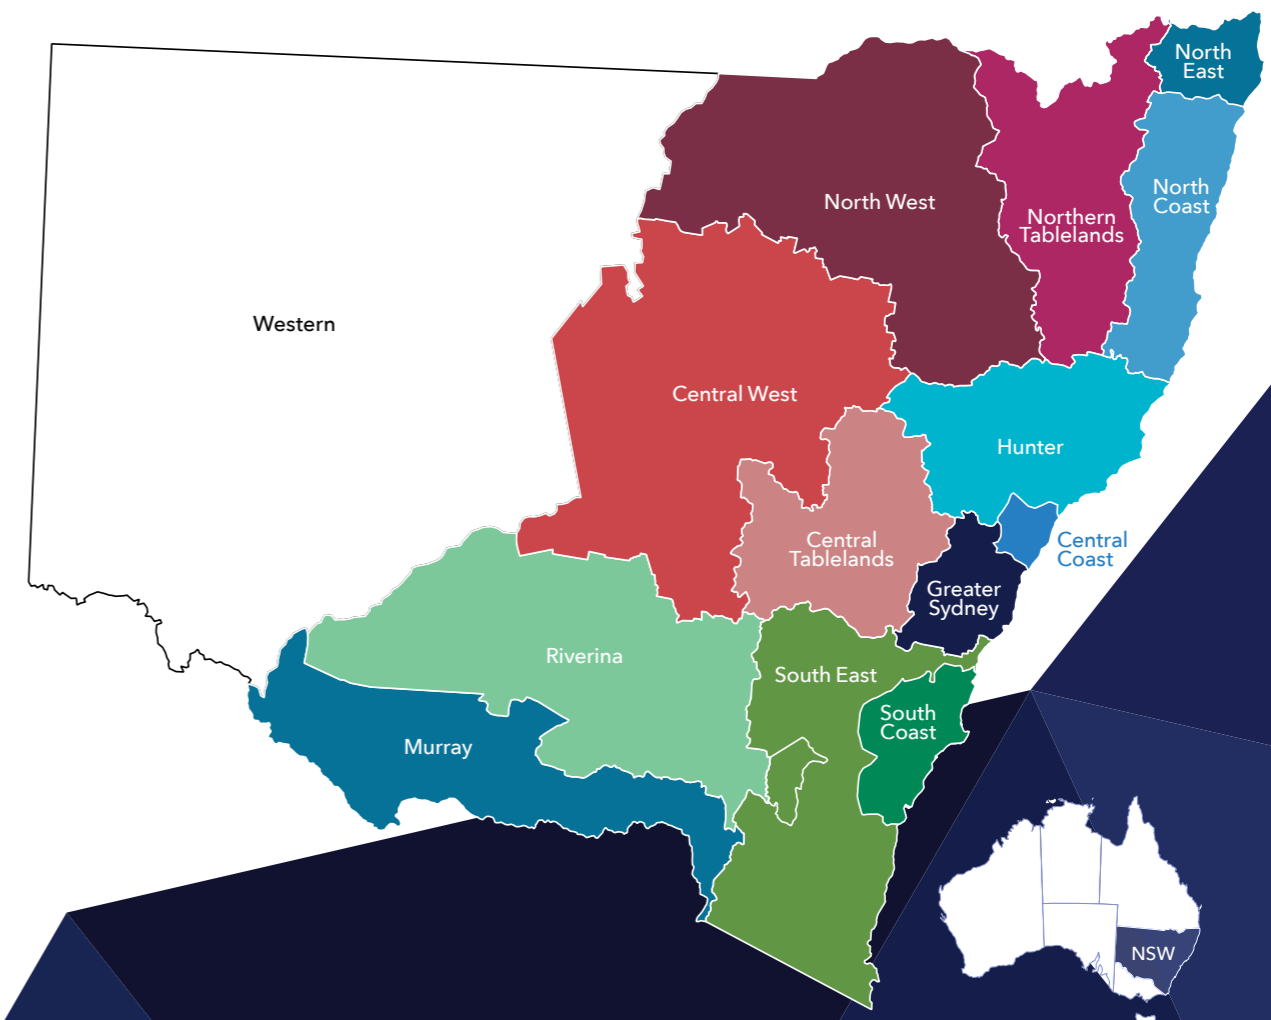 North
East
North
Coast
North West
Northern
Tablelands
Western
Central West
Hunter
Central
Tablelands
Central
Coast
Greater
Sydney
Riverina
South East
South
Coast
Murray
NSW